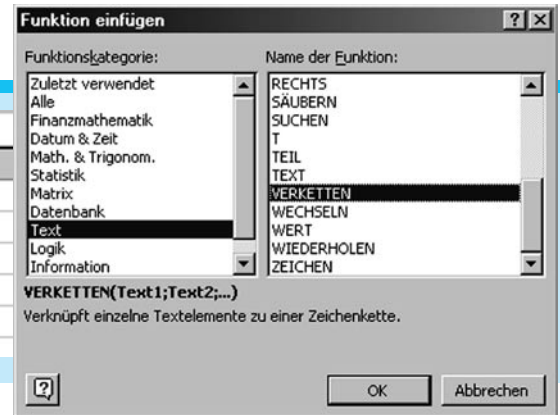 Funktion einfügen
Funktionskategorie:
Zuletzt verwendet
Alle
Finanzmathematik
Datum & Zeit
Math. & Trigonom.
Statistik
Matrix
Datenbank
Text
Logik
Information
Name der Funktion:
RECHTS
SÄUBERN
SUCHEN
T
TEIL
TEXT
VERKETTEN
WECHSELN
WERT
WIEDERHOLEN
ZEICHEN
VERKETTEN(Text1;Text2;...)
Verknüpft einzelne Textelemente zu einer Zeichenkette.
OK
Abbrechen